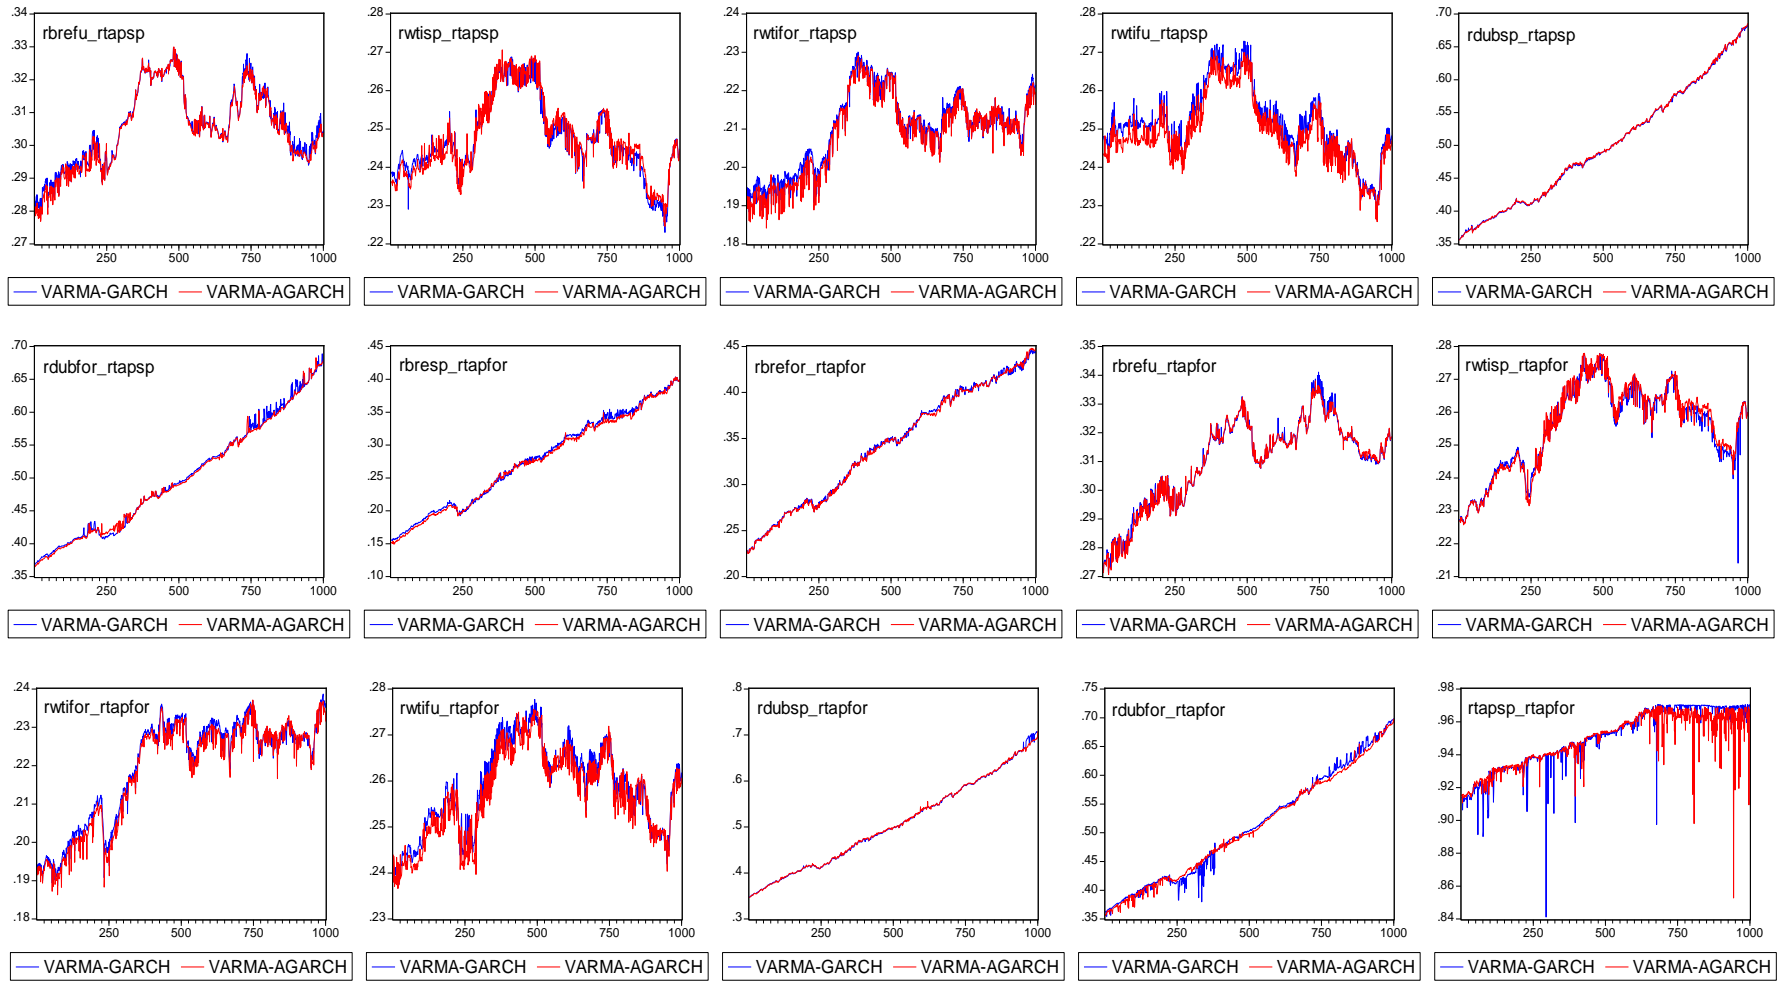 .34 .28 .24 .28 .70
rbrefu_rtapsp rwtisp_rtapsp rwtifor_rtapsp rwtifu_rtapsp rdubsp_rtapsp
.33 .27 .23 .27 .65
.32 .26 .22 .26 .60
.31 .25 .21 .25 .55
.30 .24 .20 .24 .50
.29 .23 .19 .23 .45
.28 .22 .18 .22 .40
.27 .35
250 500 750 1000 250 500 750 1000 250 500 750 1000 250 500 750 1000 250 500 750 1000
VARMA-GARCH VARMA-AGARCH VARMA-GARCH VARMA-AGARCH VARMA-GARCH VARMA-AGARCH VARMA-GARCH VARMA-AGARCH VARMA-GARCH VARMA-AGARCH
.70 .45 .45 .35 .28
rdubfor_rtapsp rbresp_rtapfor rbrefor_rtapfor rbrefu_rtapfor rwtisp_rtapfor
.65 .40 .40 .34 .27
.60 .35 .35 .33 .26
.55 .30 .30 .32 .25
.50 .25 .25 .31 .24
.45 .20 .20 .30 .23
.40 .15 .29 .22
.35 .10 .28 .21
.27
250 500 750 1000 250 500 750 1000 250 500 750 1000 250 500 750 1000 250 500 750 1000
VARMA-GARCH VARMA-AGARCH VARMA-GARCH VARMA-AGARCH VARMA-GARCH VARMA-AGARCH VARMA-GARCH VARMA-AGARCH VARMA-GARCH VARMA-AGARCH
.24 .28 .8 .75 .98
rwtifor_rtapfor rwtifu_rtapfor rdubsp_rtapfor rdubfor_rtapfor rtapsp_rtapfor
.23 .27 .7 .70 .96
.22 .26 .6 .65 .94
.21 .25 .5 .60 .92
.20 .24 .4 .55 .90
.19 .23 .3 .50 .88
.18 .45 .86
.40 .84
.35
250 500 750 1000 250 500 750 1000 250 500 750 1000 250 500 750 1000 250 500 750 1000
VARMA-GARCH VARMA-AGARCH VARMA-GARCH VARMA-AGARCH VARMA-GARCH VARMA-AGARCH VARMA-GARCH VARMA-AGARCH VARMA-GARCH VARMA-AGARCH